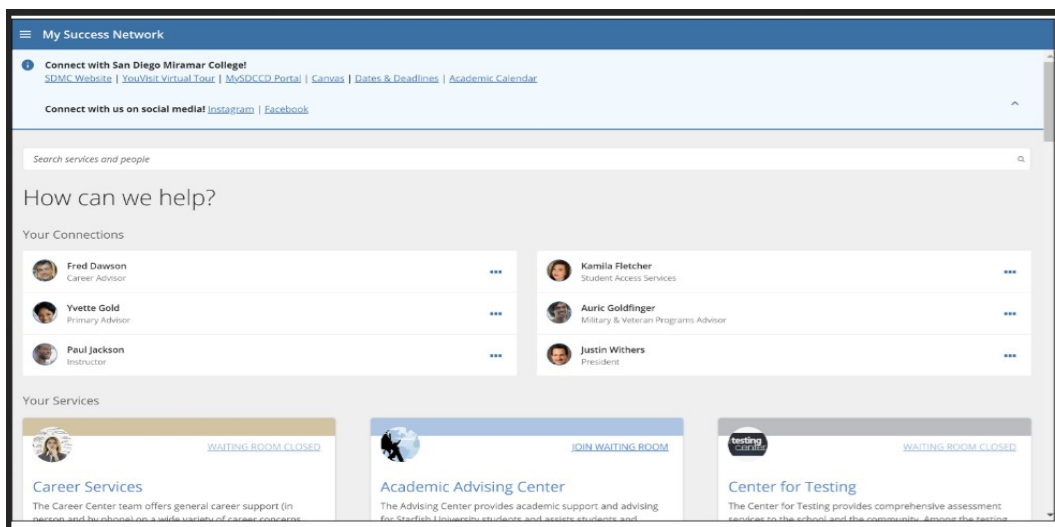 My Success Network
Connect with San Diego Miramar College!
SDMC Website | YouVisit Virtual Tour | MySDCCD Portal | Canvas | Dates & Deadlines | Academic Calendar
Connect with us on social media! Instagram | Facebook
Search services and people
How can we help?
Your Connections
Fred Dawson
Career Advisor
Kamila Fletcher
Student Access Services
Yvette Gold
Primary Advisor
Auric Goldfinger
Military & Veteran Programs Advisor
Paul Jackson
Instructor
Justin Withers
President
Your Services
WAITING ROOM CLOSED
Career Services
The Career Center team offers general career support (in
person and by phone) on a wide variety of career concerns
JOIN WAITING ROOM
Academic Advising Center
The Advising Center provides academic support and advising
for Starfish University students and assists students and
testing
center
WAITING ROOM CLOSED
Center for Testing
The Center for Testing provides comprehensive assessment
services to the school and the community. Among the testing